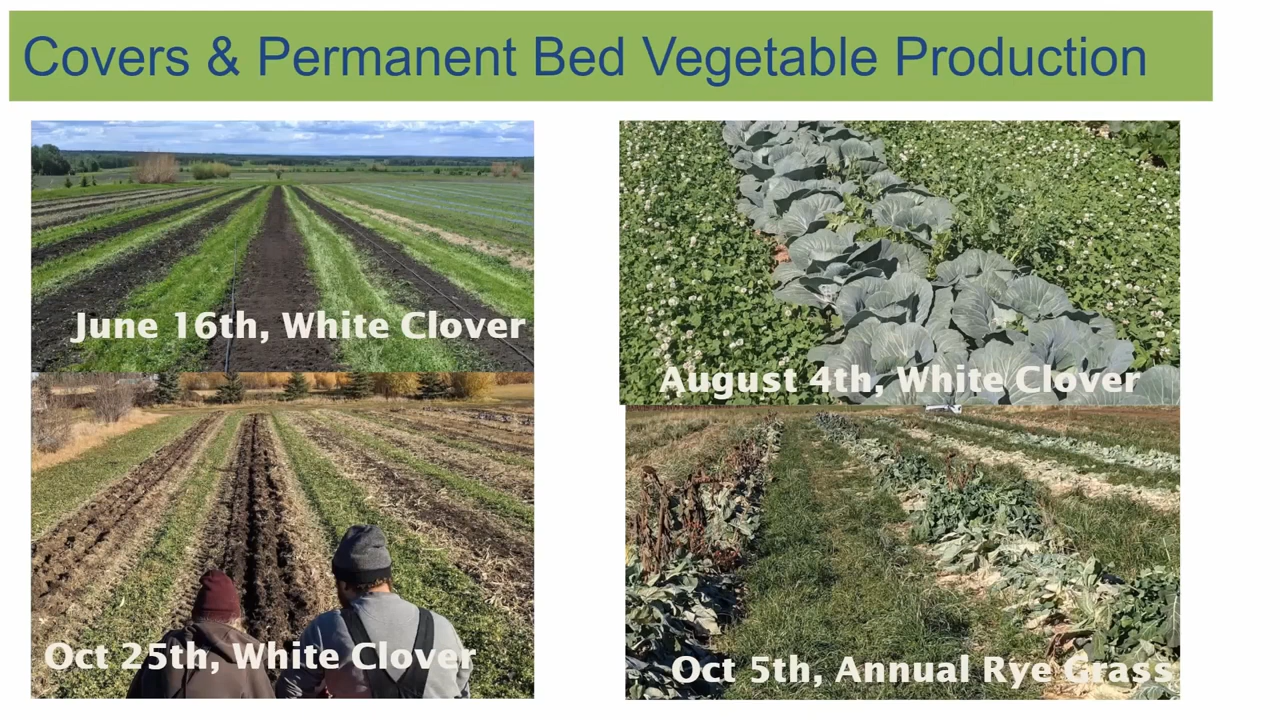 Covers & Permanent Bed Vegetable Production
June 16th, White Clover
August 4th, White Clover
Oct 25th, White Clover
Oct 5th, Annual Rye Grass